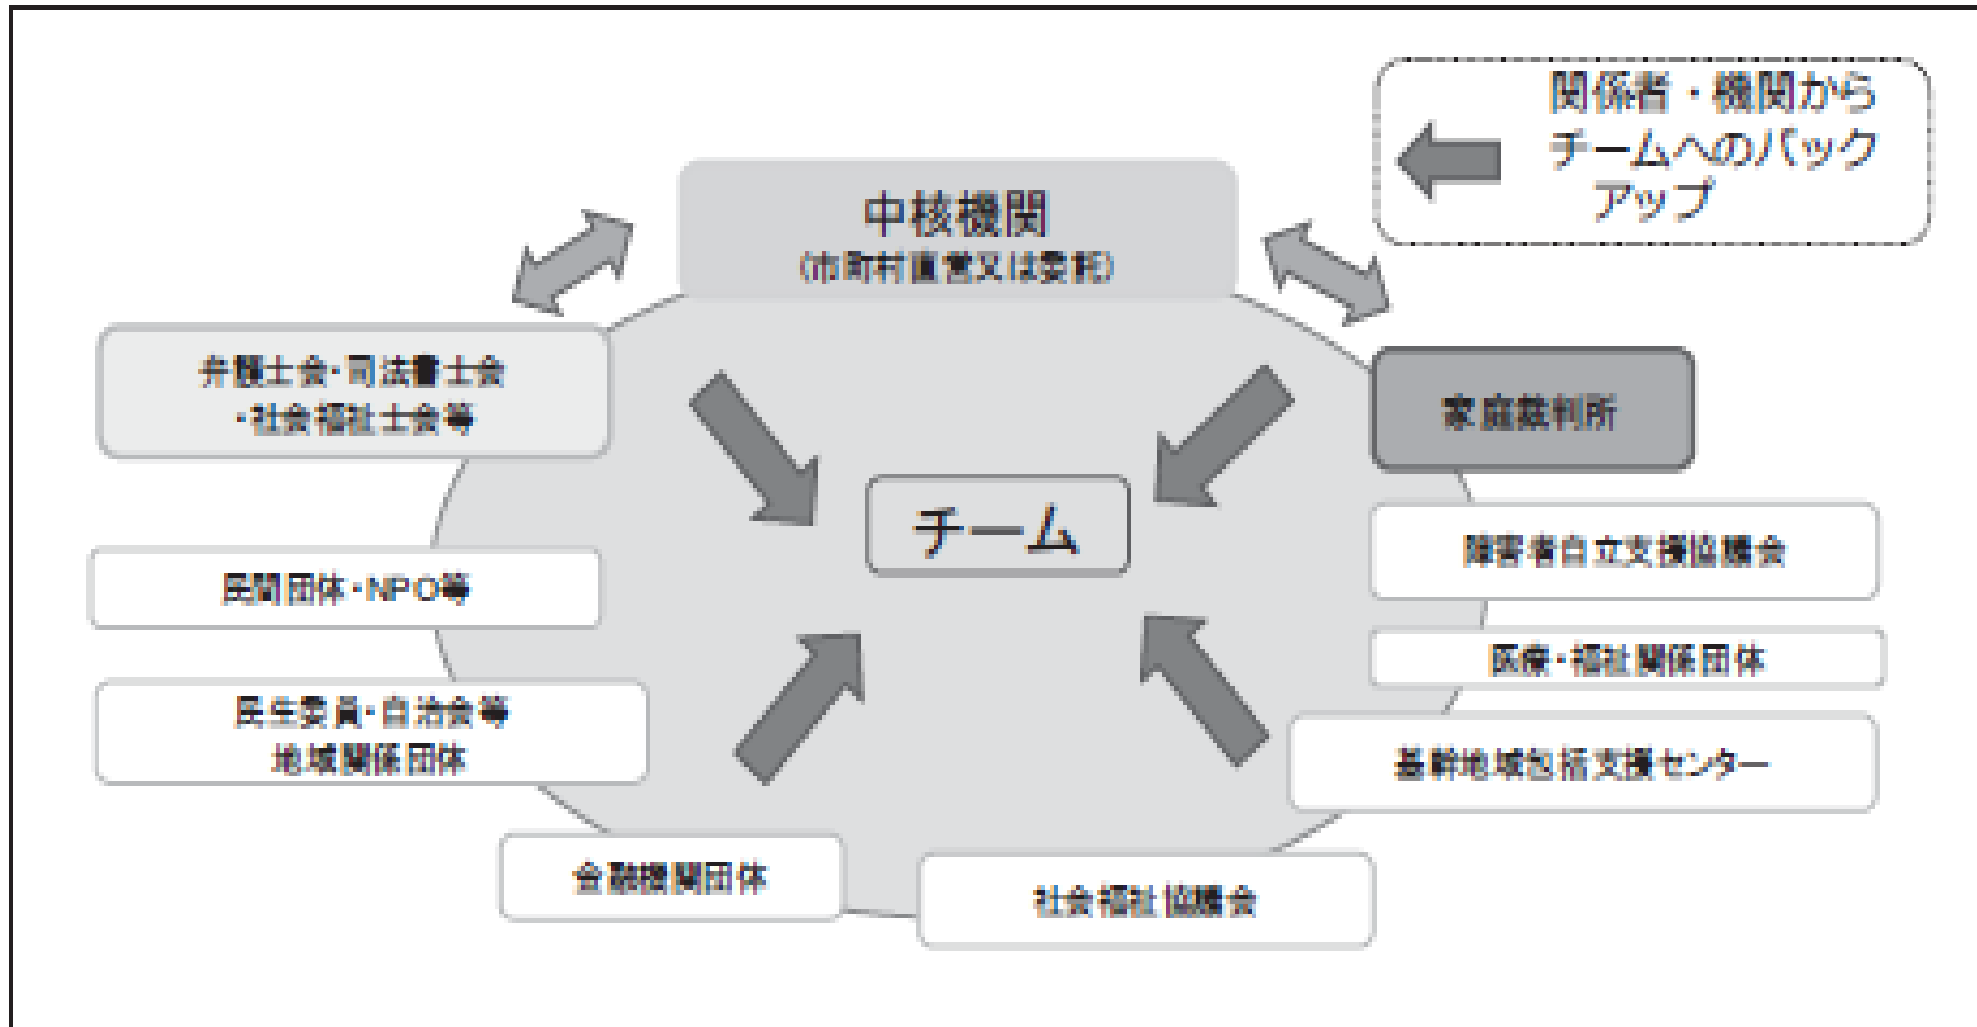 関係者・機関から
チームへのバック
アップ
中核機関
(市町村直営又は委託)
弁護士会・司法書士会
・社会福祉士会等
家庭裁判所
チーム
民間団体・NPO等
障害者自立支援協議会
医療・福祉関係団体
民生委員・自治会等
地域関係団体
基幹地域包括支援センター
金融機関団体
社会福祉協議会